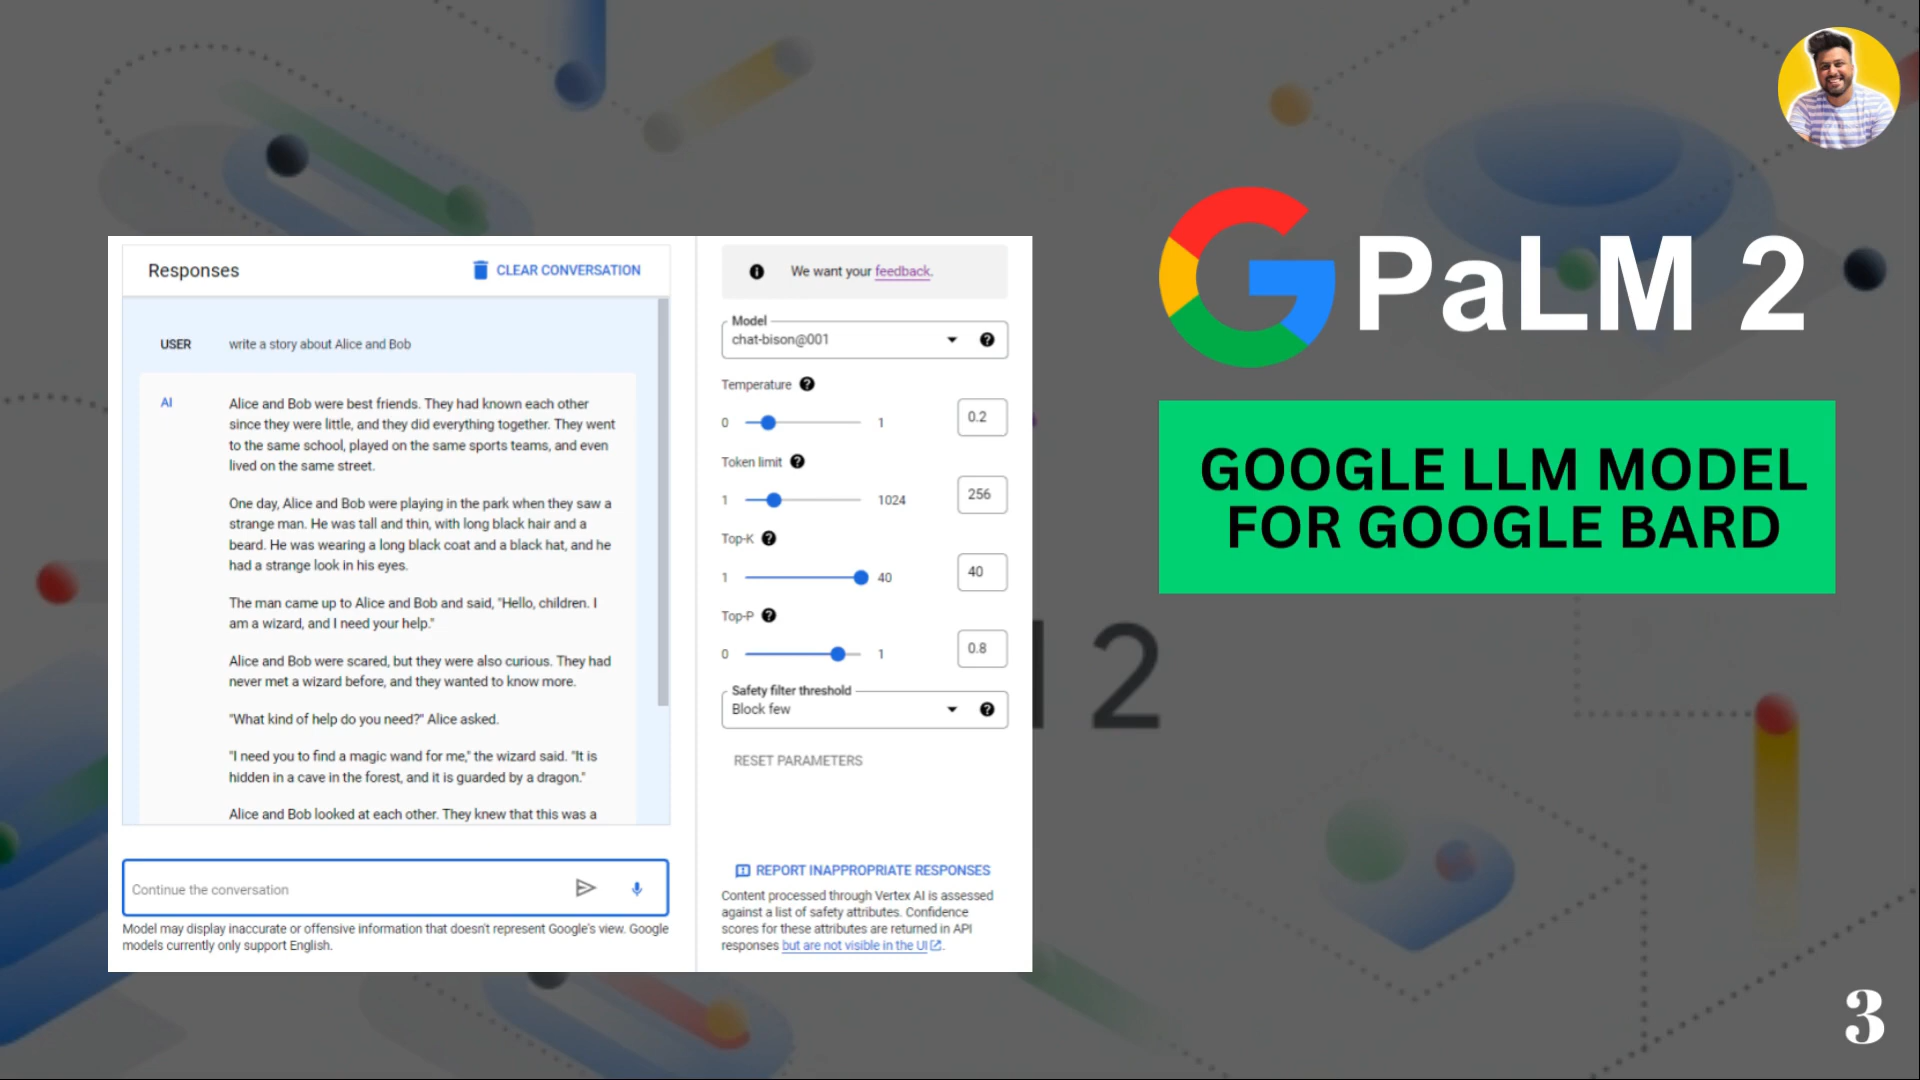 Responses
CLEAR CONVERSATION
USER
write a story about Alice and Bob
AI
Alice and Bob were best friends. They had known each other
since they were little, and they did everything together. They went
to the same school, played on the same sports teams, and even
lived on the same street.
One day, Alice and Bob were playing in the park when they saw a
strange man. He was tall and thin, with long black hair and a
beard. He was wearing a long black coat and a black hat, and he
had a strange look in his eyes.
The man came up to Alice and Bob and said, "Hello, children. I
am a wizard, and I need your help."
Alice and Bob were scared, but they were also curious. They had
never met a wizard before, and they wanted to know more.
"What kind of help do you need?" Alice asked.
"I need you to find a magic wand for me," the wizard said. "It is
hidden in a cave in the forest, and it is guarded by a dragon."
Alice and Bob looked at each other. They knew that this was a
Continue the conversation
Model may display inaccurate or offensive information that doesn't represent Google's view. Google
models currently only support English.
We want your feedback.
Model
chat-bison@001
Temperature
0 1 0.2
Token limit
1 1024 256
Top-K
1 40 40
Top-P
0 1 0.8
Safety filter threshold
Block few
RESET PARAMETERS
REPORT INAPPROPRIATE RESPONSES
Content processed through Vertex AI is assessed
against a list of safety attributes. Confidence
scores for these attributes are returned in API
responses but are not visible in the UI.
G PaLM 2
GOOGLE LLM MODEL
FOR GOOGLE BARD
2
3